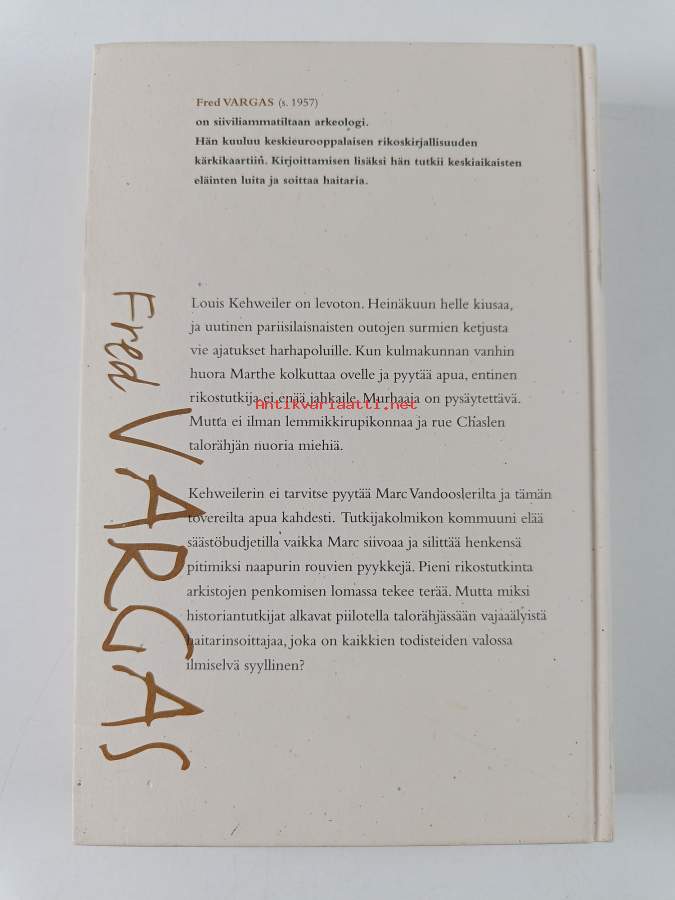 Fred VARGAS (s. 1957)
on siiviliammatiltaan arkeologi.
Hän kuuluu keskieurooppalaisen rikoskirjallisuuden
kärkikaartiin. Kirjoittamisen lisäksi hän tutkii keskiaikaisten
eläinten luita ja soittaa haitaria.
Louis Kehweiler on levoton. Heinäkuun helle kiusaa,
ja uutinen pariisilaisnaisten outojen surmien ketjusta
vie ajatukset harhapoluille. Kun kulmakunnan vanhin
huora Marthe kolkuttaa ovelle ja pyytää apua, entinen
rikostutkija ei enää jahkaile. Murhaaja on pysäytettävä.
Antikvariaatti.net
Mutta ei ilman lemmikkirupikonnaa ja rue Chaslen
talorähjän nuoria miehiä.
Kehweilerin ei tarvitse pyytää Marc Vandooslerilta ja tämän
tovereilta apua kahdesti. Tutkijakolmikon kommuuni elää
säästöbudjetilla vaikka Marc siivoaa ja silittää henkensä
pitimiksi naapurin rouvien pyykkejä. Pieni rikostutkinta
arkistojen penkomisen lomassa tekee terää. Mutta miksi
historiantutkijat alkavat piilotella talorähjässään vajaaälyistä
haitarinsoittajaa, joka on kaikkien todisteiden valossa
ilmiselvä syyllinen?
Fred VARGAS